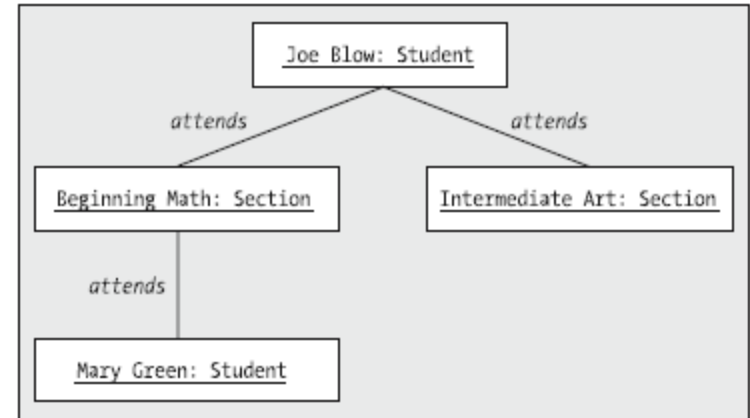 Joe Blow: Student
attends
attends
Beginning Math: Section
Intermediate Art: Section
attends
Mary Green: Student